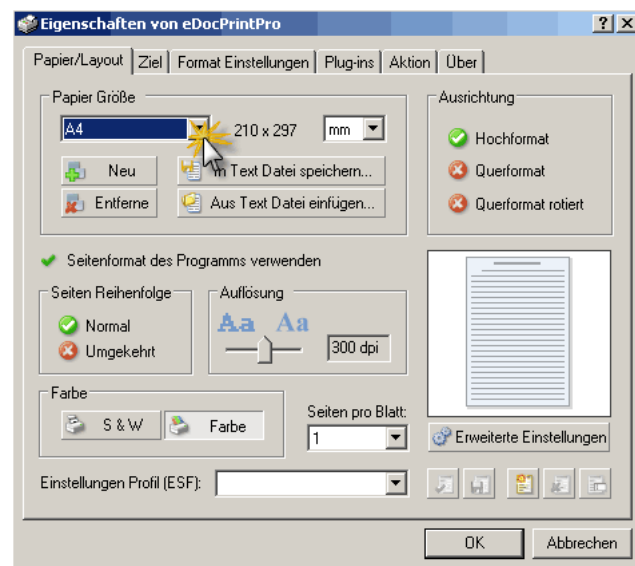 Eigenschaften von eDocPrintPro
Papier/Layout Ziel Format Einstellungen Plug-ins Aktion Über
Papier Größe
A4 210 x 297 mm
Neu In Text Datei speichern...
Entferne Aus Text Datei einfügen...
Ausrichtung
Hochformat
Querformat
Querformat rotiert
Seitenformat des Programms verwenden
Seiten Reihenfolge
Normal
Umgekehrt
Auflösung
Aa Aa
300 dpi
Farbe
S & W Farbe
Seiten pro Blatt:
1
Erweiterte Einstellungen
Einstellungen Profil (ESF):
OK Abbrechen